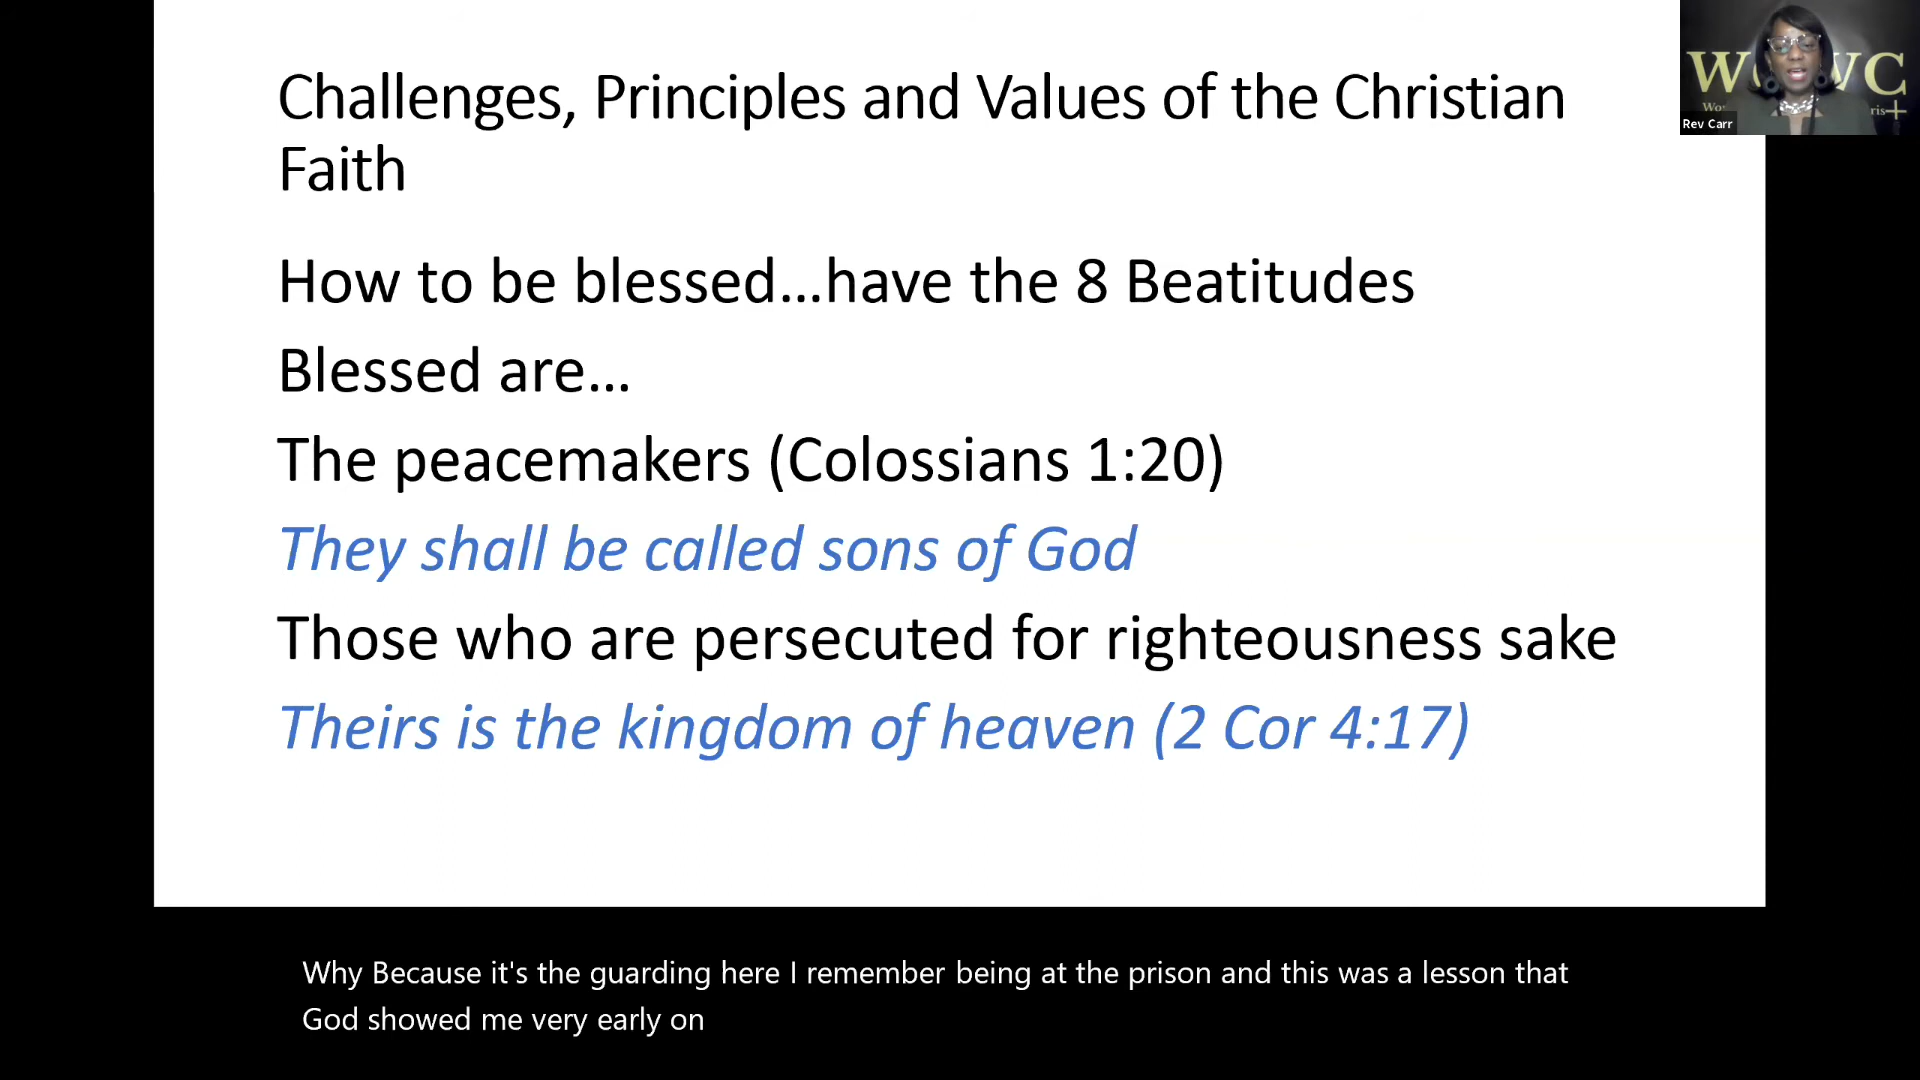 Challenges, Principles and Values of the Christian
Faith
How to be blessed...have the 8 Beatitudes
Blessed are...
The peacemakers (Colossians 1:20)
They shall be called sons of God
Those who are persecuted for righteousness sake
Theirs is the kingdom of heaven (2 Cor 4:17)
Rev Carr
Why Because it's the guarding here I remember being at the prison and this was a lesson that
God showed me very early on